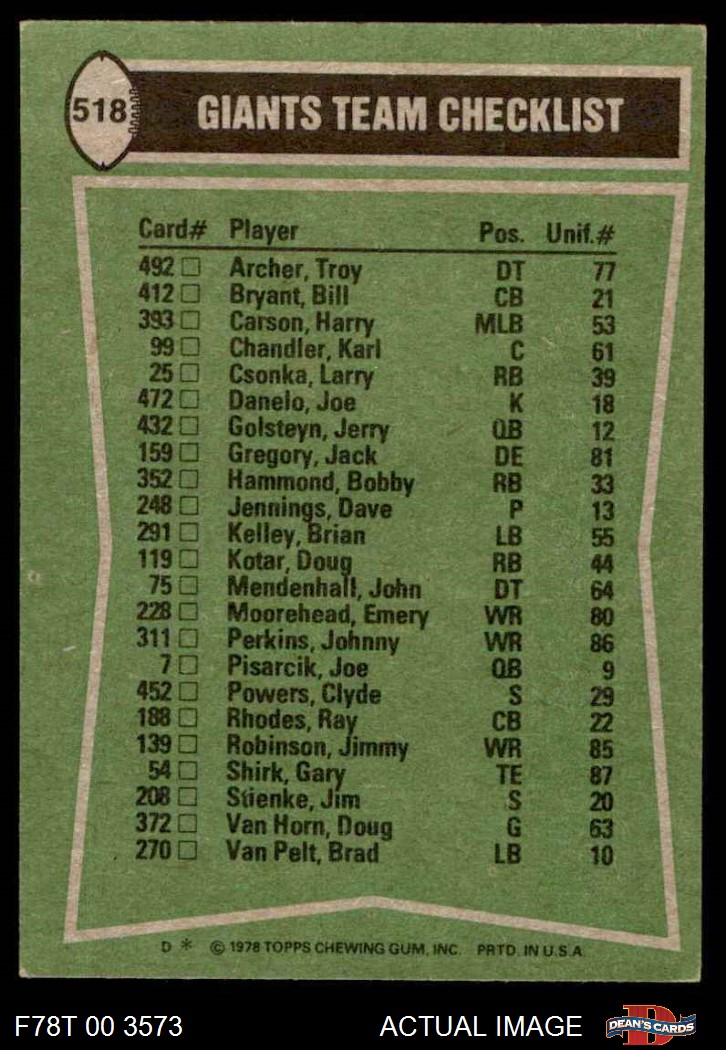 518 GIANTS TEAM CHECKLIST
Card# Player Pos. Unif.#
492 Archer, Troy DT 77
412 Bryant, Bill CB 21
393 Carson, Harry MLB 53
99 Chandler, Karl C 61
25 Csonka, Larry RB 39
472 Danelo, Joe K 18
432 Golsteyn, Jerry QB 12
159 Gregory, Jack DE 81
352 Hammond, Bobby RB 33
248 Jennings, Dave P 13
291 Kelley, Brian LB 55
119 Kotar, Doug RB 44
75 Mendenhall, John DT 64
228 Moorehead, Emery WR 80
311 Perkins, Johnny WR 86
7 Pisarcik, Joe QB 9
452 Powers, Clyde S 29
188 Rhodes, Ray CB 22
139 Robinson, Jimmy WR 85
54 Shirk, Gary TE 87
208 Stienke, Jim S 20
372 Van Horn, Doug G 63
270 Van Pelt, Brad LB 10
D * © 1978 TOPPS CHEWING GUM, INC. PRTD. IN U.S.A.
F78T 00 3573 ACTUAL IMAGE D DEAN'S CARDS